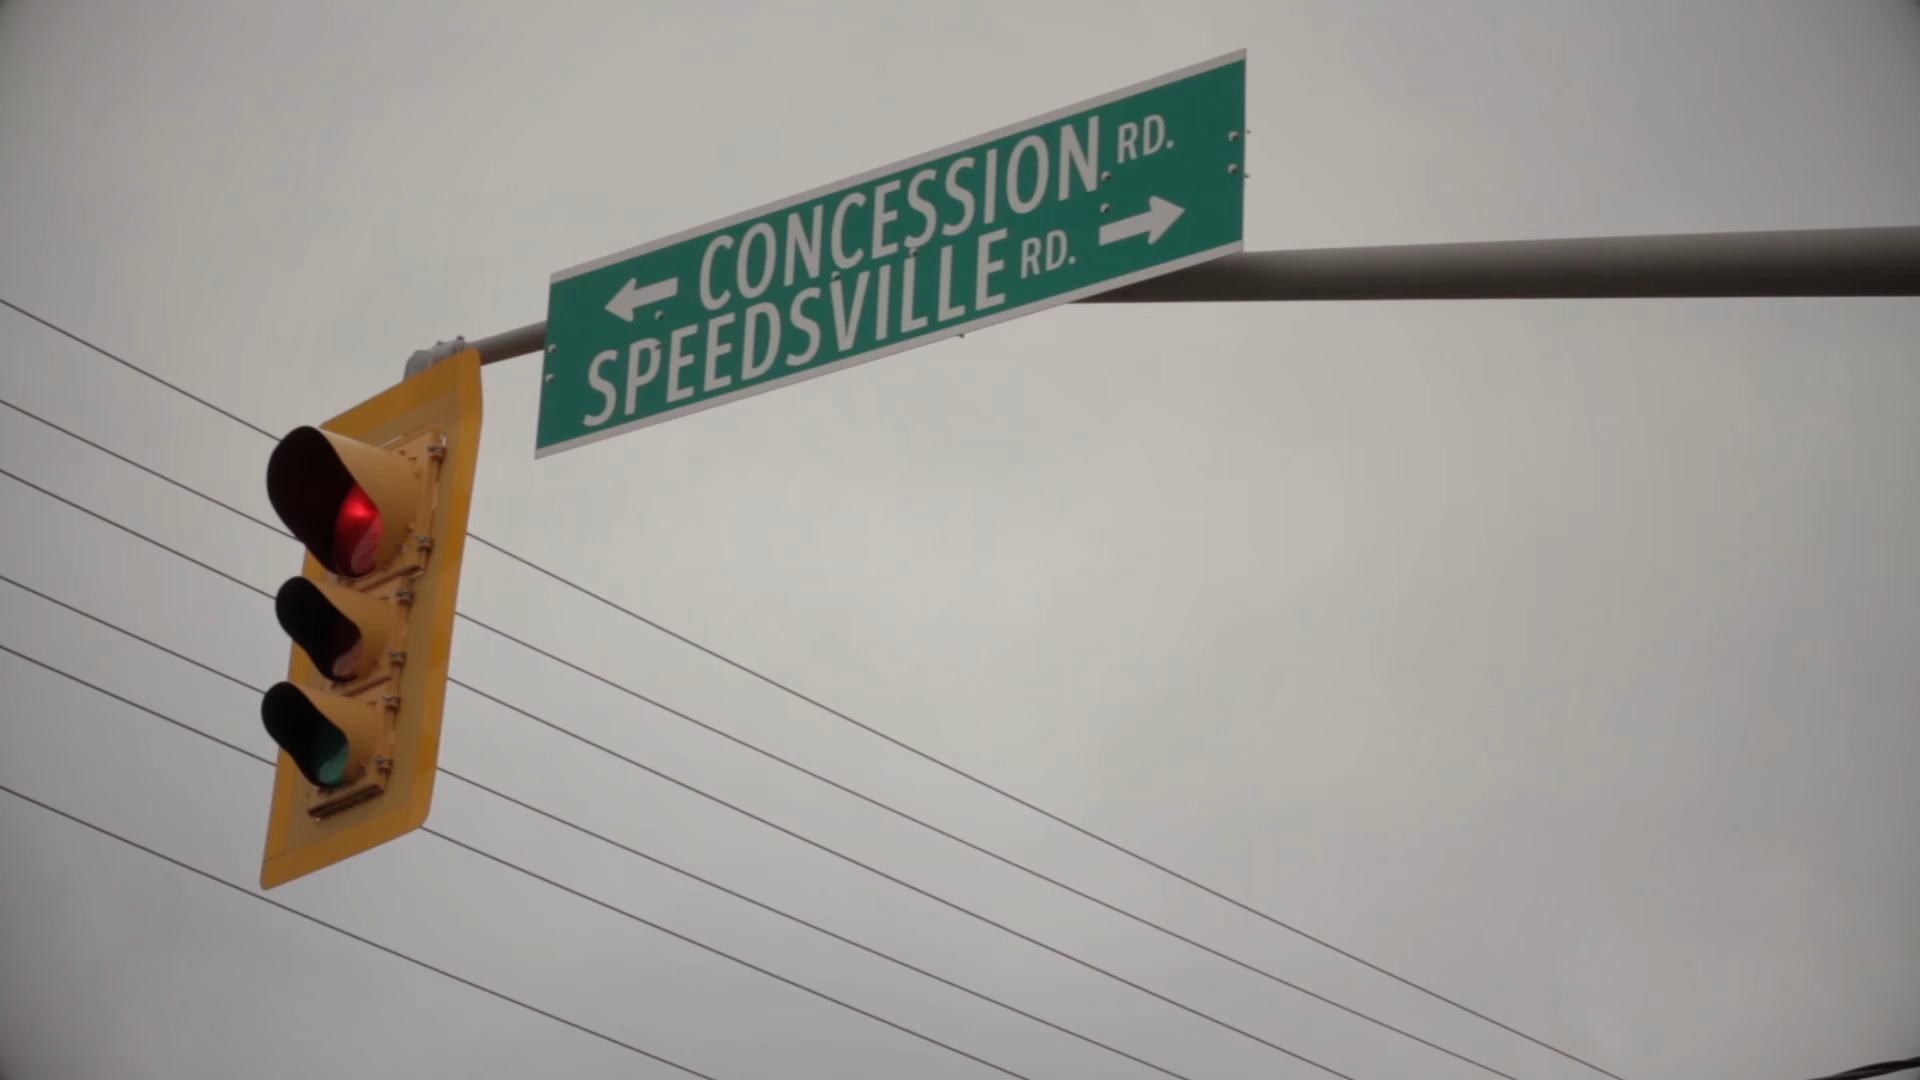 ← CONCESSION RD.
SPEEDSVILLE RD. →